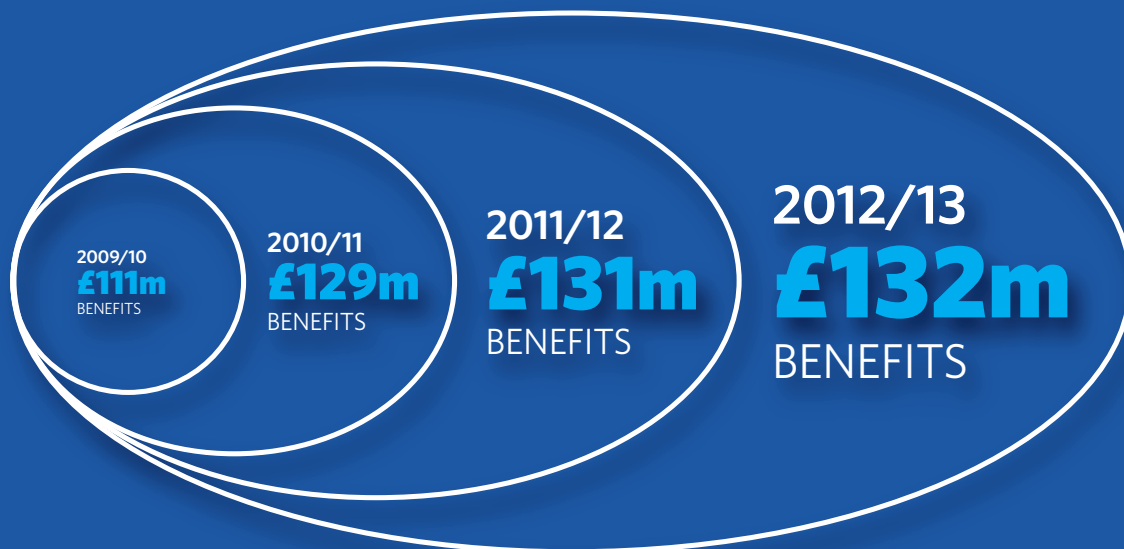 2009/10
£111m
BENEFITS
2010/11
£129m
BENEFITS
2011/12
£131m
BENEFITS
2012/13
£132m
BENEFITS